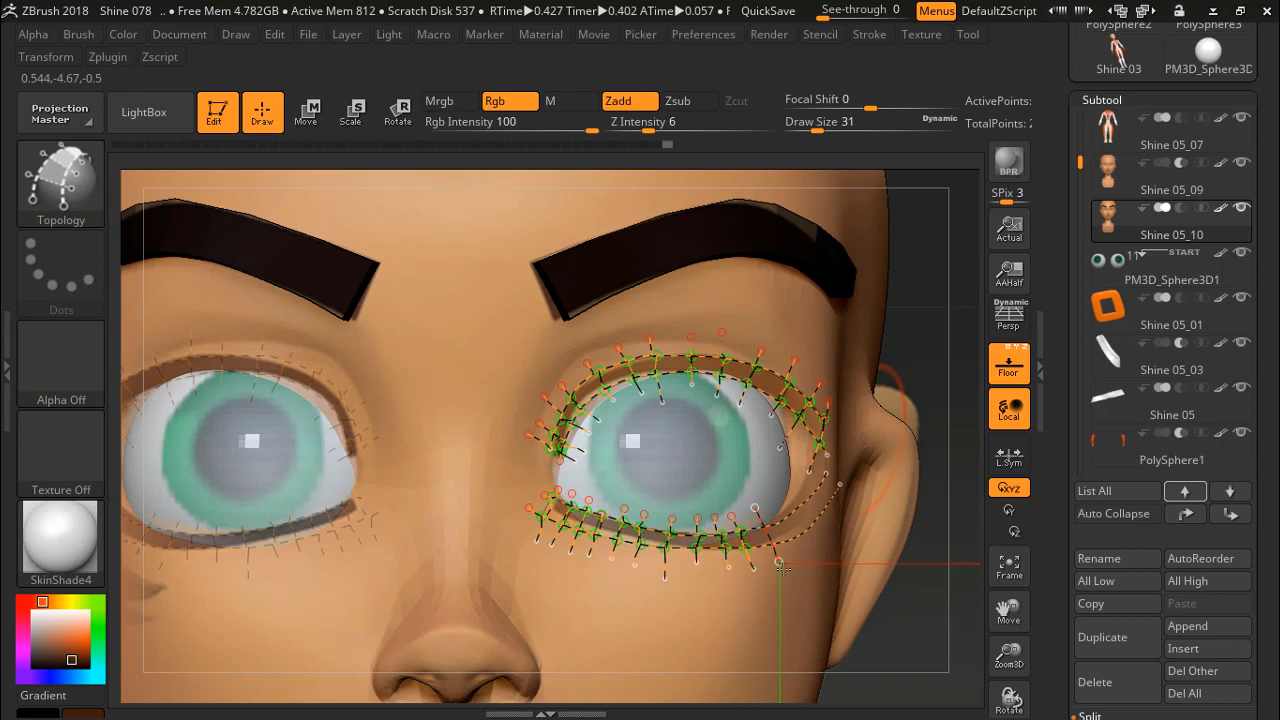 ZBrush 2018 Shine 078 .. • Free Mem 4.782GB • Active Mem 812 • Scratch Disk 537 • RTime▶0.427 Timer▶0.402 ATime▶0.057 QuickSave See-through 0 Menus DefaultZScript
Alpha Brush Color Document Draw Edit File Layer Light Macro Marker Material Movie Picker Preferences Render Stencil Stroke Texture Tool
Transform Zplugin Zscript
0.544,-4.67,-0.5
Projection
Master
LightBox
Edit
Draw
Move
Scale
Rotate
Mrgb Rgb M Zadd Zsub Zcut
Rgb Intensity 100 Z Intensity 6
Focal Shift 0
Draw Size 31
Dynamic
ActivePoints:
TotalPoints:
Topology
Dots
Alpha Off
Texture Off
SkinShade4
Gradient
BPR
SPix 3
Actual
AAHalf
Dynamic
Persp
Floor
Local
L.Sym
XYZ
Y
Z
Frame
Move
Zoom3D
Rotate
PolySphere2 PolySphere3
Shine 03 PM3D_Sphere3D
Subtool
Shine 05_07
Shine 05_09
Shine 05_10
11 START
PM3D_Sphere3D1
Shine 05_01
Shine 05_03
Shine 05
PolySphere1
List All
Auto Collapse
Rename AutoReorder
All Low All High
Copy Paste
Duplicate Append
Insert
Delete Del Other
Del All
Split